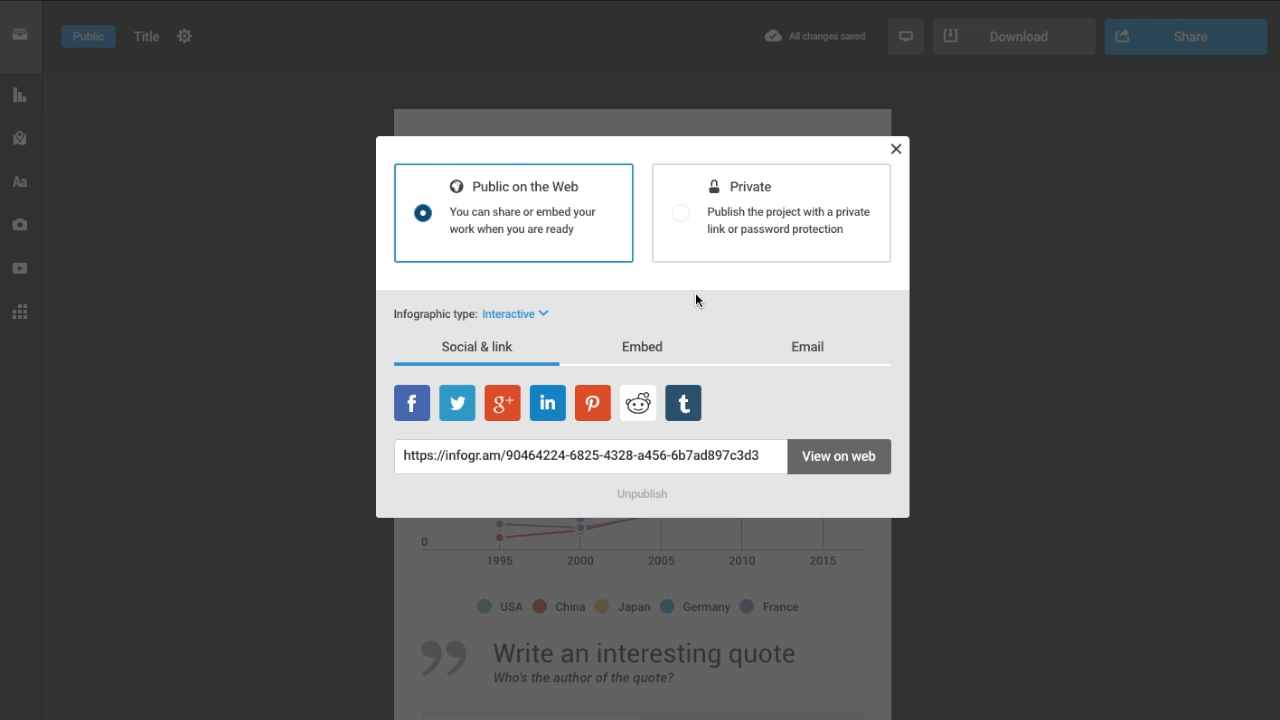 Public
Title
All changes saved
Download
Share
Public on the Web
You can share or embed your
work when you are ready
Private
Publish the project with a private
link or password protection
Infographic type: Interactive
Social & link
Embed
Email
f
g+
in
t
https://infogr.am/90464224-6825-4328-a456-6b7ad897c3d3
View on web
Unpublish
Aa
0
1995
2000
2005
2010
2015
USA
China
Japan
Germany
France
Write an interesting quote
Who's the author of the quote?